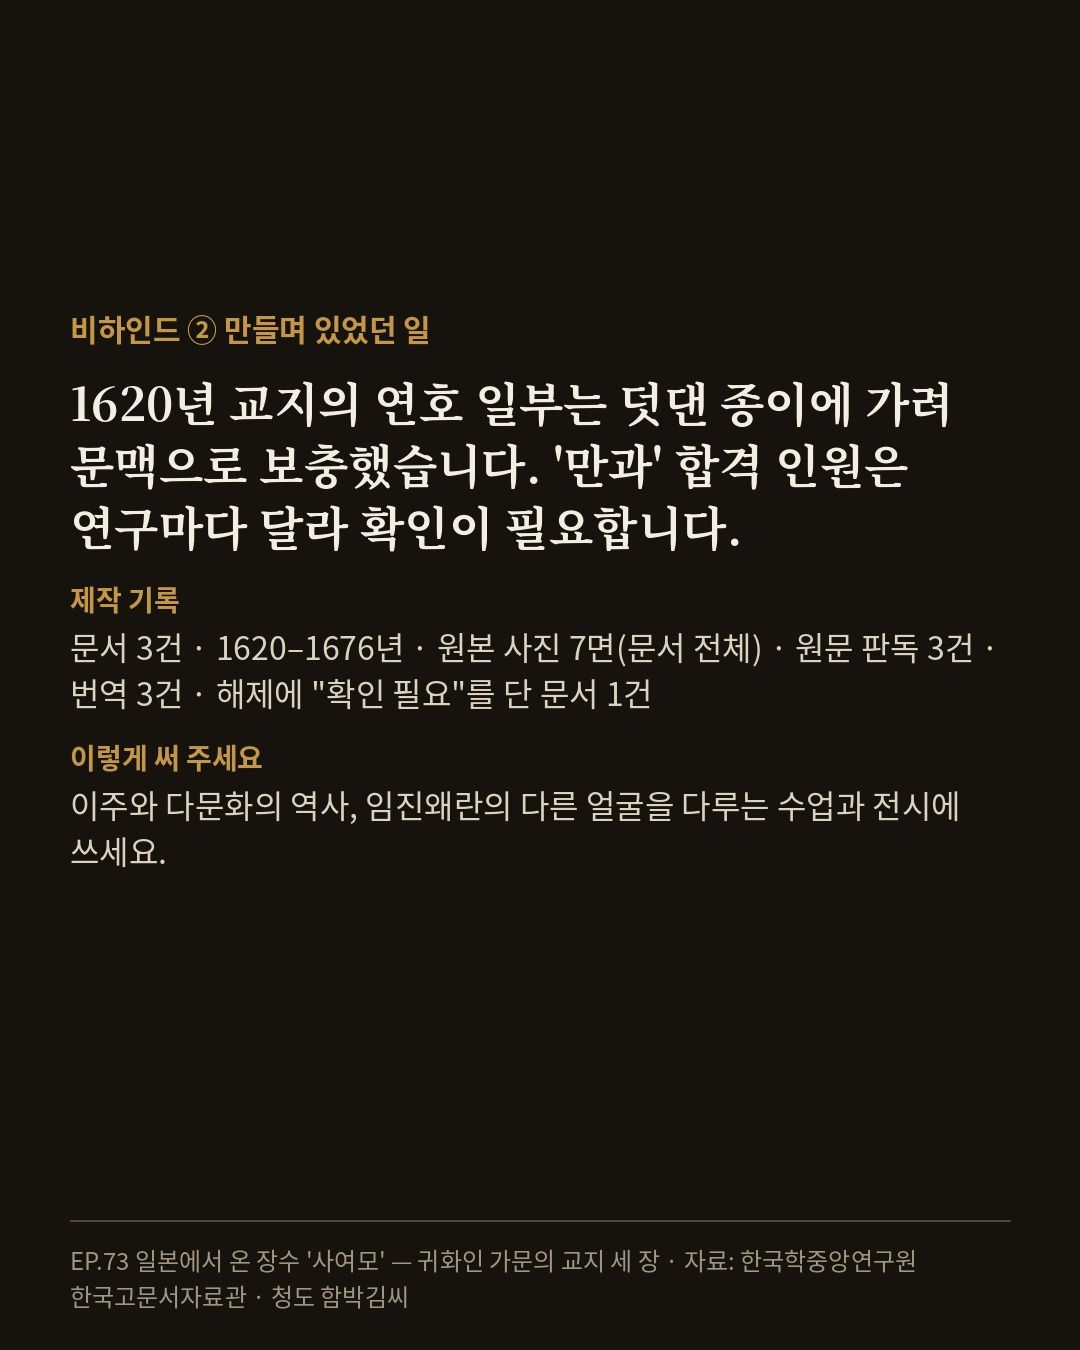 비하인드 ② 만들며 있었던 일
1620년 교지의 연호 일부는 덧댄 종이에 가려
문맥으로 보충했습니다. '만과' 합격 인원은
연구마다 달라 확인이 필요합니다.
제작 기록
문서 3건 · 1620–1676년 · 원본 사진 7면(문서 전체) · 원문 판독 3건 ·
번역 3건 · 해제에 "확인 필요"를 단 문서 1건
이렇게 써 주세요
이주와 다문화의 역사, 임진왜란의 다른 얼굴을 다루는 수업과 전시에
쓰세요.
EP.73 일본에서 온 장수 '사여모' — 귀화인 가문의 교지 세 장 · 자료: 한국학중앙연구원
한국고문서자료관 · 청도 함박김씨